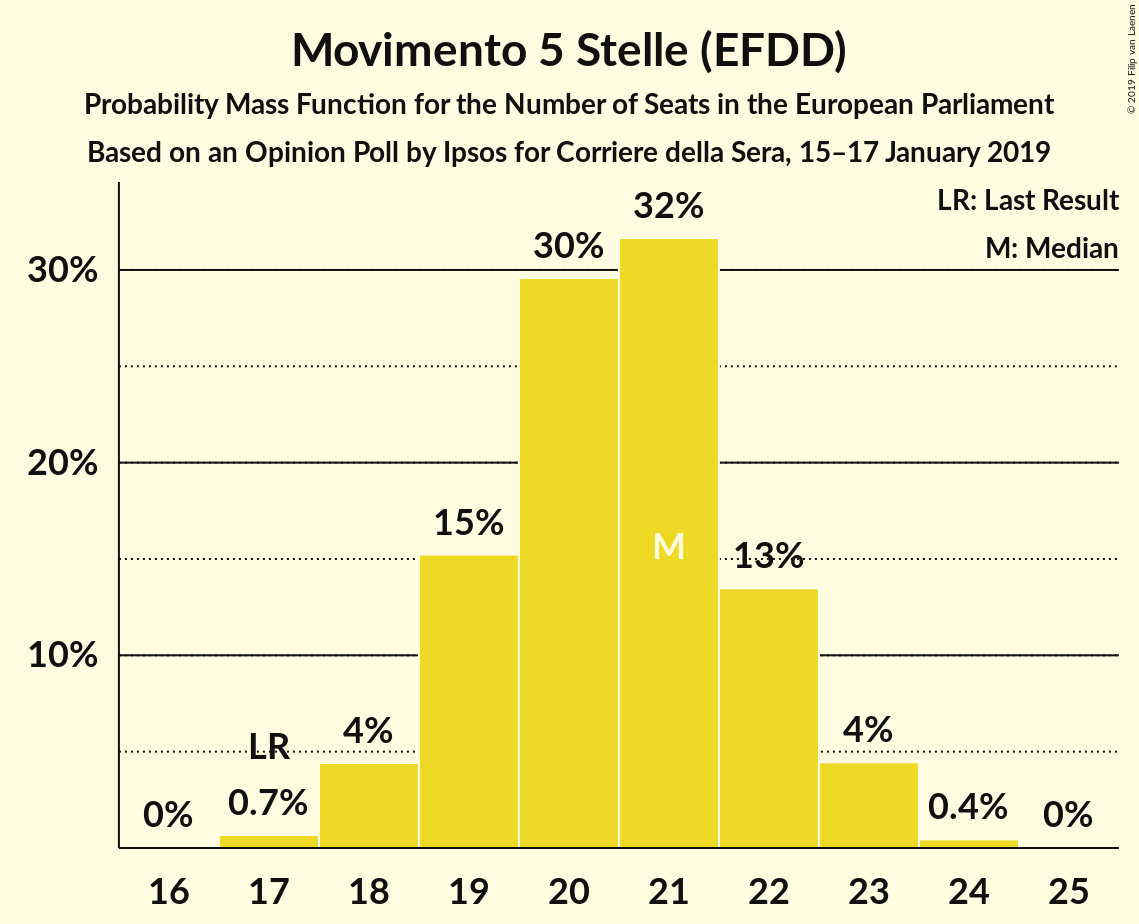 Movimento 5 Stelle (EFDD)
Probability Mass Function for the Number of Seats in the European Parliament
Based on an Opinion Poll by Ipsos for Corriere della Sera, 15–17 January 2019
© 2019 Filip van Laenen
LR: Last Result
M: Median
30%
20%
10%
0%
LR
0.7%
4%
15%
30%
32%
M
13%
4%
0.4%
0%
16 17 18 19 20 21 22 23 24 25